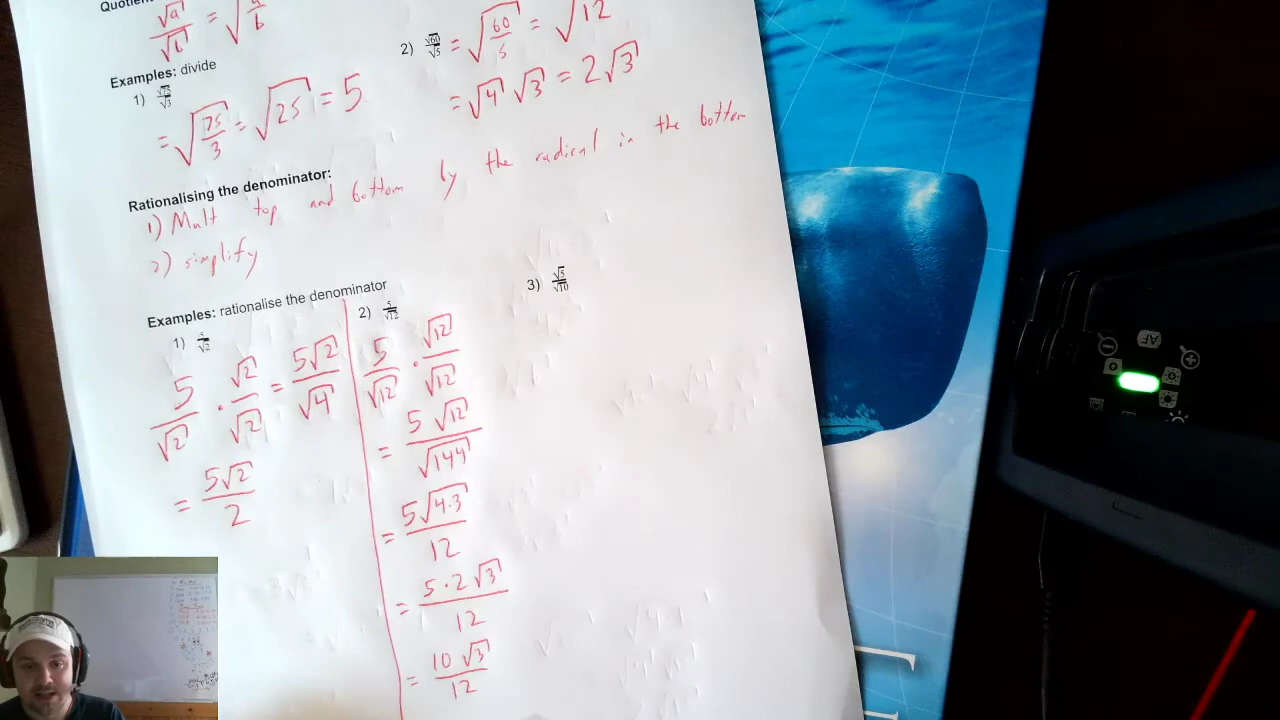 Quotien
√a/√b = √a/b
Examples: divide
1) √75/√3
= √75/3 = √25 = 5
2) √60/√5 = √60/5 = √12
= √4 √3 = 2√3
Rationalising the denominator:
1) Mult top and bottom by the radical in the bottom
2) simplify
Examples: rationalise the denominator
1) 5/√2
5/√2 · √2/√2 = 5√2/√4
= 5√2/2
2) 5/√12
5/√12 · √12/√12
= 5√12/√144
= 5√4·3/12
= 5·2√3/12
= 10√3/12
3) √5/√10
AF